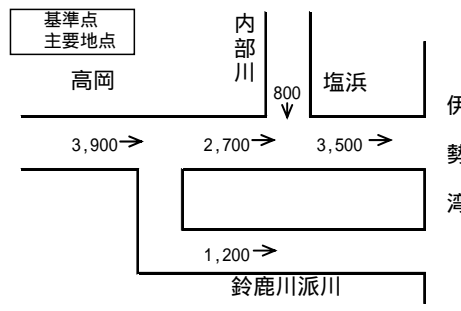 基準点
主要地点
高岡
内部川
塩浜
800
3,900
2,700
3,500
伊勢湾
1,200
鈴鹿川派川